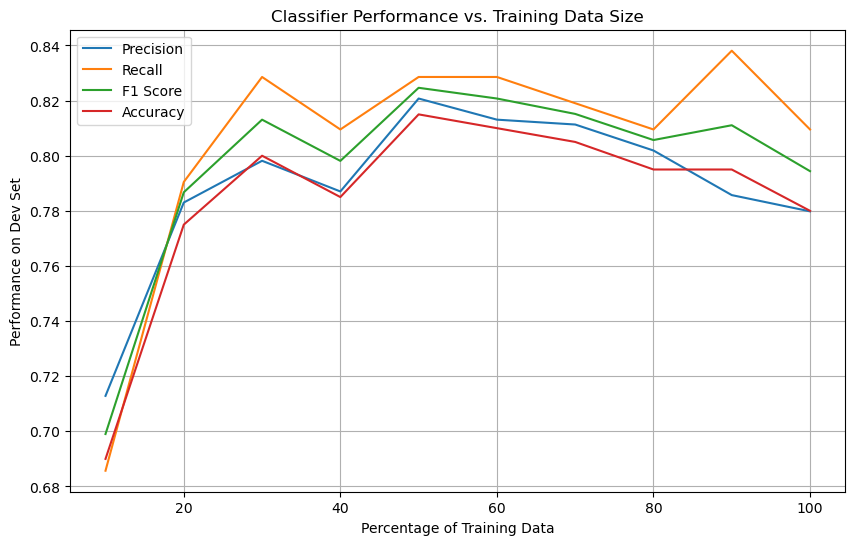 Classifier Performance vs. Training Data Size
Precision
Recall
F1 Score
Accuracy
Performance on Dev Set
0.84
0.82
0.80
0.78
0.76
0.74
0.72
0.70
0.68
20 40 60 80 100
Percentage of Training Data